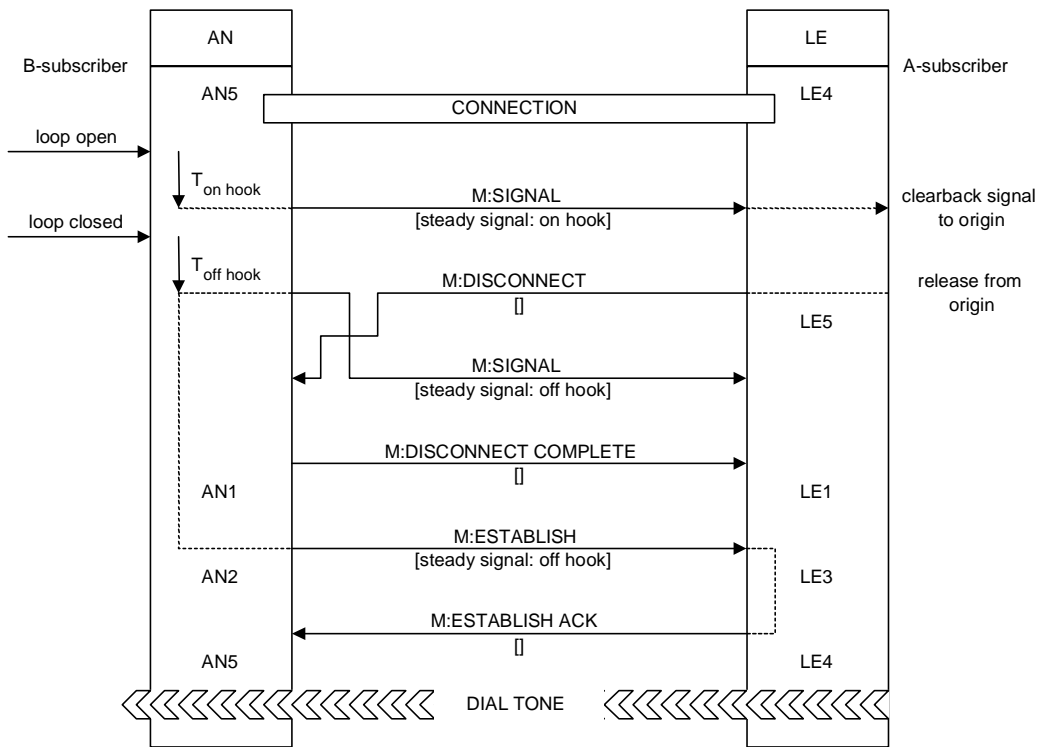 AN
LE
B-subscriber
A-subscriber
AN5
CONNECTION
LE4
loop open
T on hook
M:SIGNAL
[steady signal: on hook]
clearback signal
to origin
loop closed
T off hook
M:DISCONNECT
[]
release from
origin
LE5
M:SIGNAL
[steady signal: off hook]
M:DISCONNECT COMPLETE
[]
AN1
LE1
M:ESTABLISH
[steady signal: off hook]
AN2
LE3
M:ESTABLISH ACK
[]
AN5
LE4
DIAL TONE